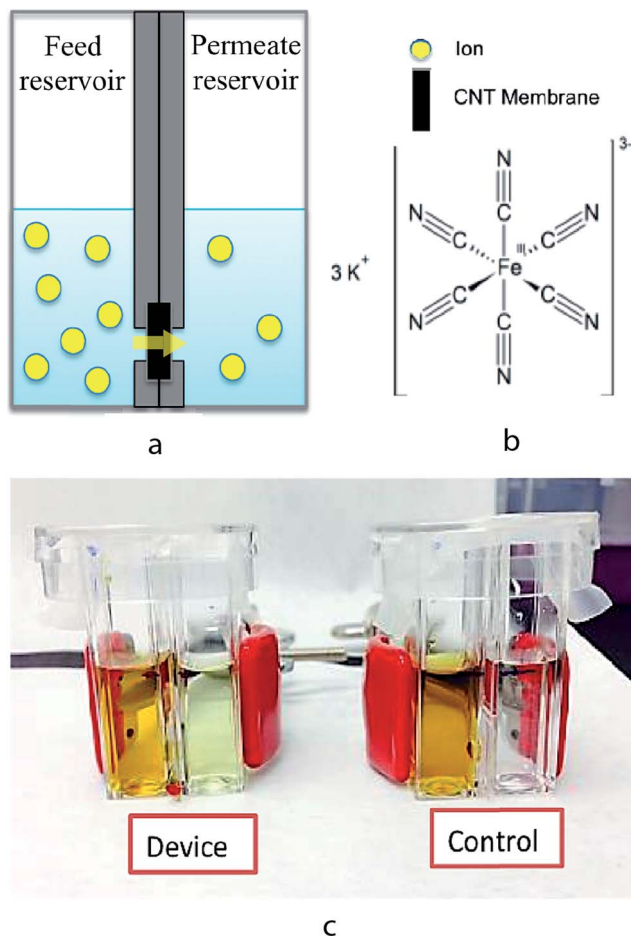 Feed
reservoir
Permeate
reservoir
Ion
CNT Membrane
3 K+
3-
N
C
N C C N
Fe III
N C C N
C
N
a
b
Device
Control
c